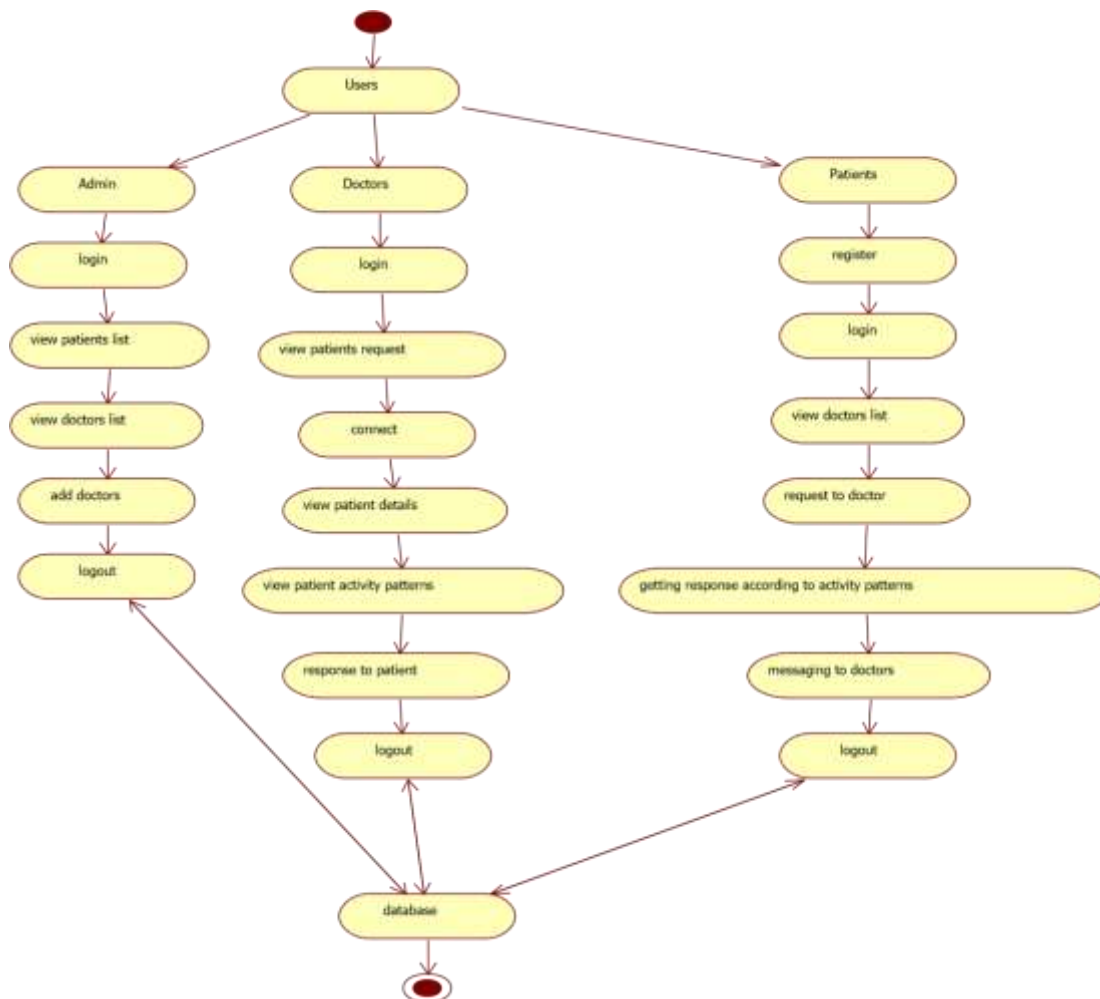 Users
Admin
login
view patients list
view doctors list
add doctors
logout
Doctors
login
view patients request
connect
view patient details
view patient activity patterns
response to patient
logout
Patients
register
login
view doctors list
request to doctor
getting response according to activity patterns
messaging to doctors
logout
database